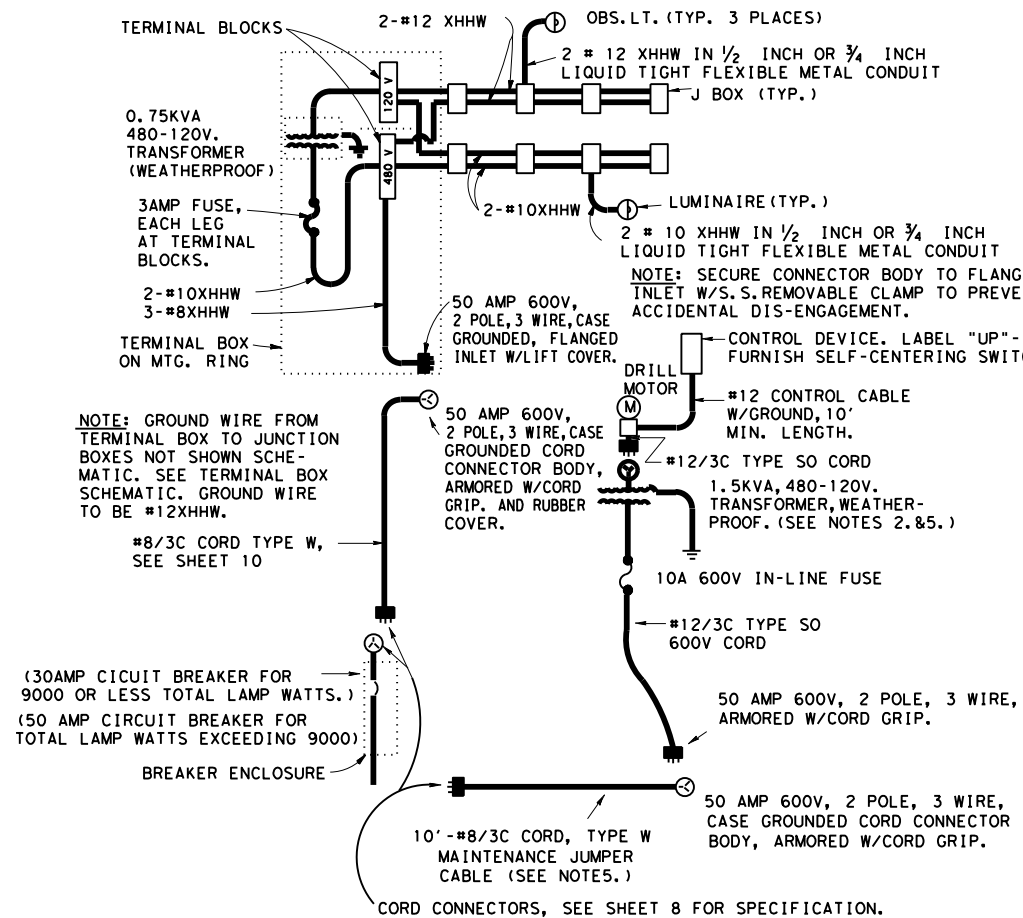 TERMINAL BLOCKS
2-#12 XHHW
OBS.LT. (TYP. 3 PLACES)
2 # 12 XHHW IN ½ INCH OR ¾ INCH
LIQUID TIGHT FLEXIBLE METAL CONDUIT
J BOX (TYP.)
120 V
0.75KVA
480-120V.
TRANSFORMER
(WEATHERPROOF)
480 V
3AMP FUSE,
EACH LEG
AT TERMINAL
BLOCKS.
2-#10XHHW
LUMINAIRE (TYP.)
2 # 10 XHHW IN ½ INCH OR ¾ INCH
LIQUID TIGHT FLEXIBLE METAL CONDUIT
NOTE: SECURE CONNECTOR BODY TO FLANG
INLET W/S.S.REMOVABLE CLAMP TO PREVE
ACCIDENTAL DIS-ENGAGEMENT.
2-#10XHHW
3-#8XHHW
TERMINAL BOX
ON MTG. RING
50 AMP 600V,
2 POLE,3 WIRE,CASE
GROUNDED, FLANGED
INLET W/LIFT COVER.
CONTROL DEVICE. LABEL "UP"-
FURNISH SELF-CENTERING SWIT
DRILL
MOTOR
M
#12 CONTROL CABLE
W/GROUND,10'
MIN. LENGTH.
NOTE: GROUND WIRE FROM
TERMINAL BOX TO JUNCTION
BOXES NOT SHOWN SCHE-
MATIC. SEE TERMINAL BOX
SCHEMATIC. GROUND WIRE
TO BE #12XHHW.
50 AMP 600V,
2 POLE,3 WIRE,CASE
GROUNDED CORD
CONNECTOR BODY,
ARMORED W/CORD
GRIP. AND RUBBER
COVER.
#12/3C TYPE SO CORD
1.5KVA,480-120V.
TRANSFORMER,WEATHER-
PROOF.(SEE NOTES 2.&5.)
#8/3C CORD TYPE W,
SEE SHEET 10
10A 600V IN-LINE FUSE
#12/3C TYPE SO
600V CORD
(30AMP CICUIT BREAKER FOR
9000 OR LESS TOTAL LAMP WATTS.)
(50 AMP CIRCUIT BREAKER FOR
TOTAL LAMP WATTS EXCEEDING 9000)
BREAKER ENCLOSURE
50 AMP 600V, 2 POLE, 3 WIRE,
ARMORED W/CORD GRIP.
10'-#8/3C CORD, TYPE W
MAINTENANCE JUMPER
CABLE (SEE NOTE5.)
50 AMP 600V, 2 POLE, 3 WIRE,
CASE GROUNDED CORD CONNECTOR
BODY, ARMORED W/CORD GRIP.
CORD CONNECTORS, SEE SHEET 8 FOR SPECIFICATION.